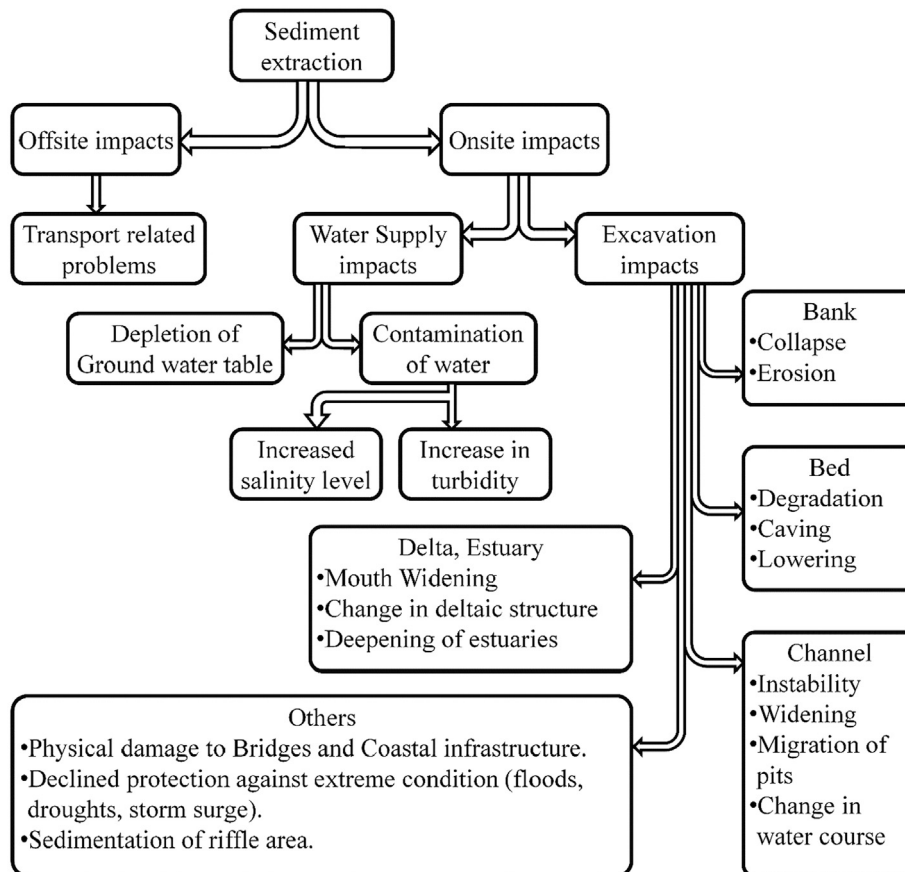 Sediment
extraction
Offsite impacts
Onsite impacts
Transport related
problems
Water Supply
impacts
Excavation
impacts
Depletion of
Ground water table
Contamination
of water
Increased
salinity level
Increase in
turbidity
Bank
•Collapse
•Erosion
Bed
•Degradation
•Caving
•Lowering
Delta, Estuary
•Mouth Widening
•Change in deltaic structure
•Deepening of estuaries
Channel
•Instability
•Widening
•Migration of
pits
•Change in
water course
Others
•Physical damage to Bridges and Coastal infrastructure.
•Declined protection against extreme condition (floods,
droughts, storm surge).
•Sedimentation of riffle area.